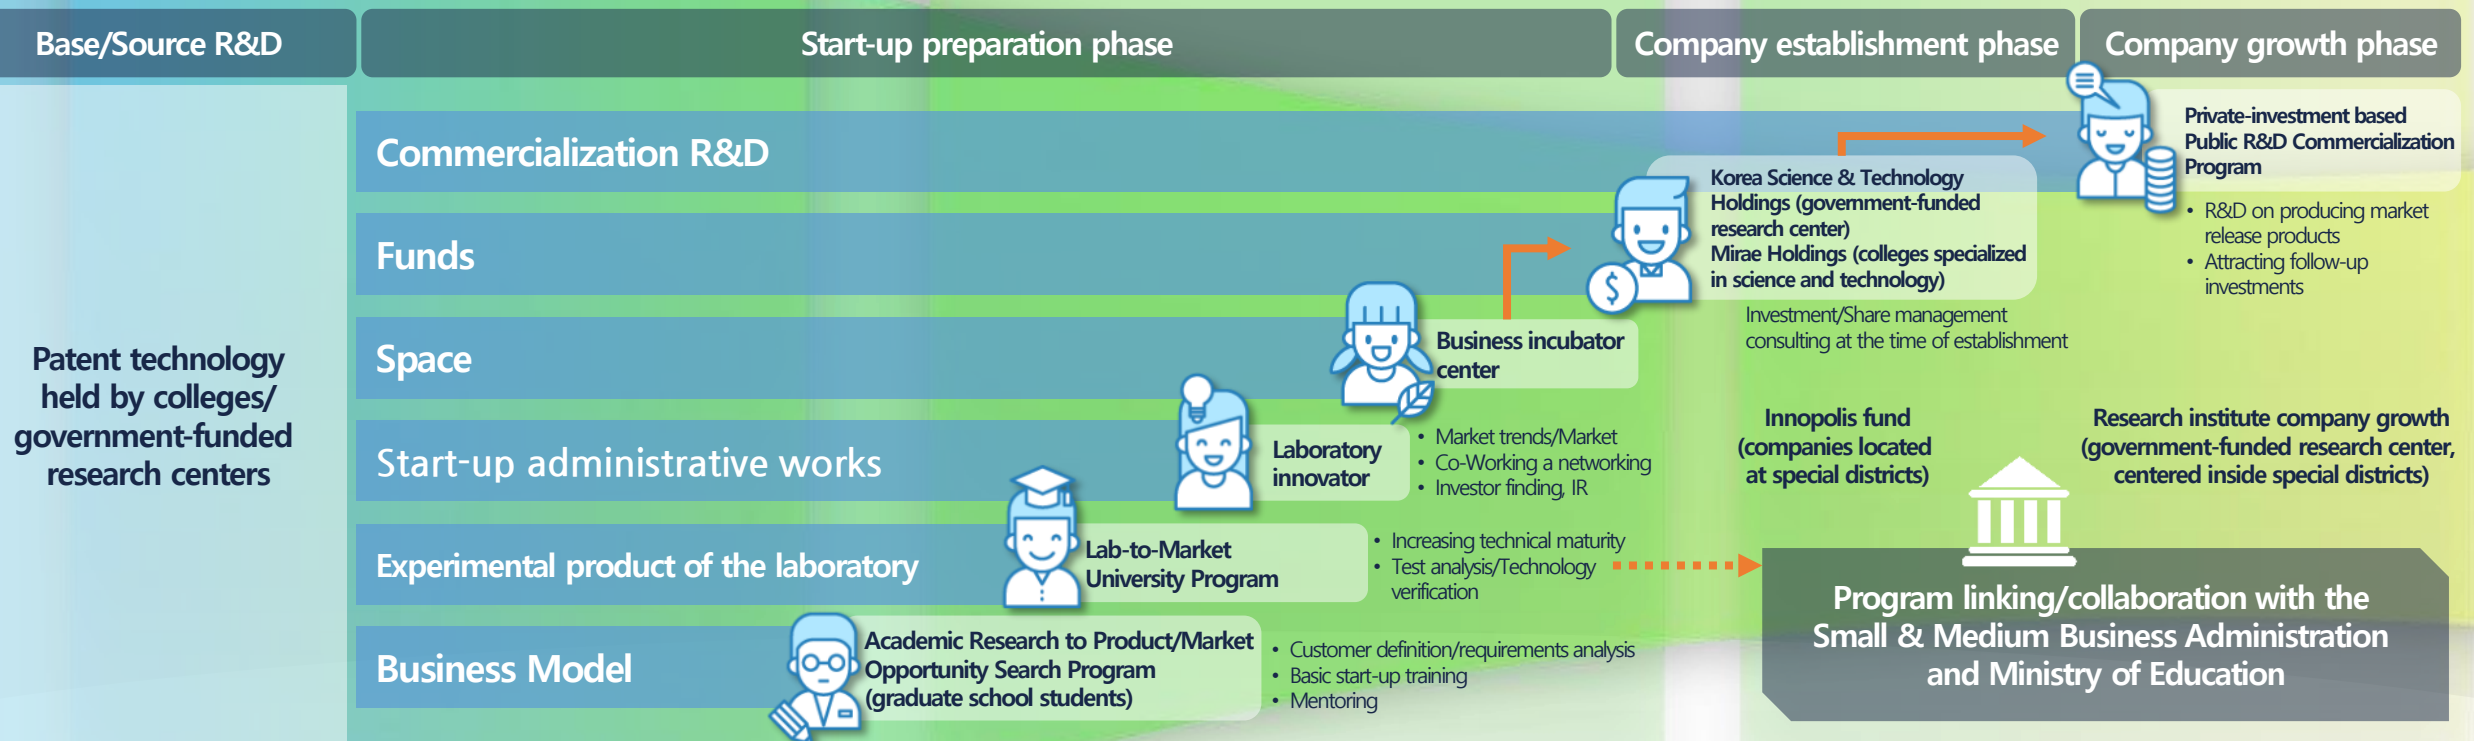 Base/Source R&D
Start-up preparation phase
Company establishment phase
Company growth phase
Patent technology
held by colleges/
government-funded
research centers
Commercialization R&D
Private-investment based
Public R&D Commercialization
Program
• R&D on producing market
release products
• Attracting follow-up
investments
Funds
Korea Science & Technology
Holdings (government-funded
research center)
Mirae Holdings (colleges specialized
in science and technology)
$
Investment/Share management
consulting at the time of establishment
Space
Business incubator
center
Start-up administrative works
Laboratory
innovator
• Market trends/Market
• Co-Working a networking
• Investor finding, IR
Innopolis fund
(companies located
at special districts)
Research institute company growth
(government-funded research center,
centered inside special districts)
Experimental product of the laboratory
Lab-to-Market
University Program
• Increasing technical maturity
• Test analysis/Technology
verification
Business Model
Academic Research to Product/Market
Opportunity Search Program
(graduate school students)
• Customer definition/requirements analysis
• Basic start-up training
• Mentoring
Program linking/collaboration with the
Small & Medium Business Administration
and Ministry of Education